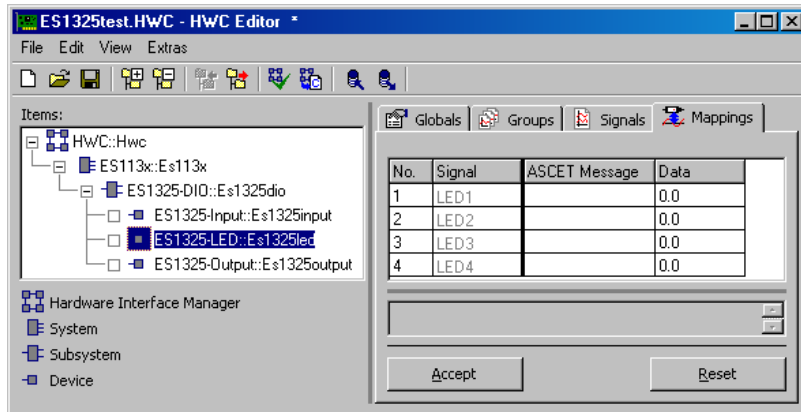 ES1325test.HWC - HWC Editor *
File Edit View Extras
Items:
HWC::Hwc
ES113x::Es113x
ES1325-DIO::Es1325dio
ES1325-Input::Es1325input
ES1325-LED::Es1325led
ES1325-Output::Es1325output
Hardware Interface Manager
System
Subsystem
Device
Globals Groups Signals Mappings
No. Signal ASCET Message Data
1 LED1 0.0
2 LED2 0.0
3 LED3 0.0
4 LED4 0.0
Accept Reset